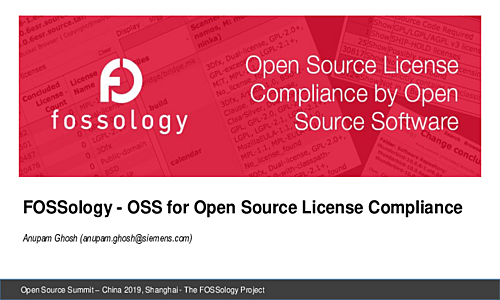 fossology
Open Source License
Compliance by Open
Source Software
FOSSology - OSS for Open Source License Compliance
Anupam Ghosh (anupam.ghosh@siemens.com)
Open Source Summit – China 2019, Shanghai - The FOSSology Project